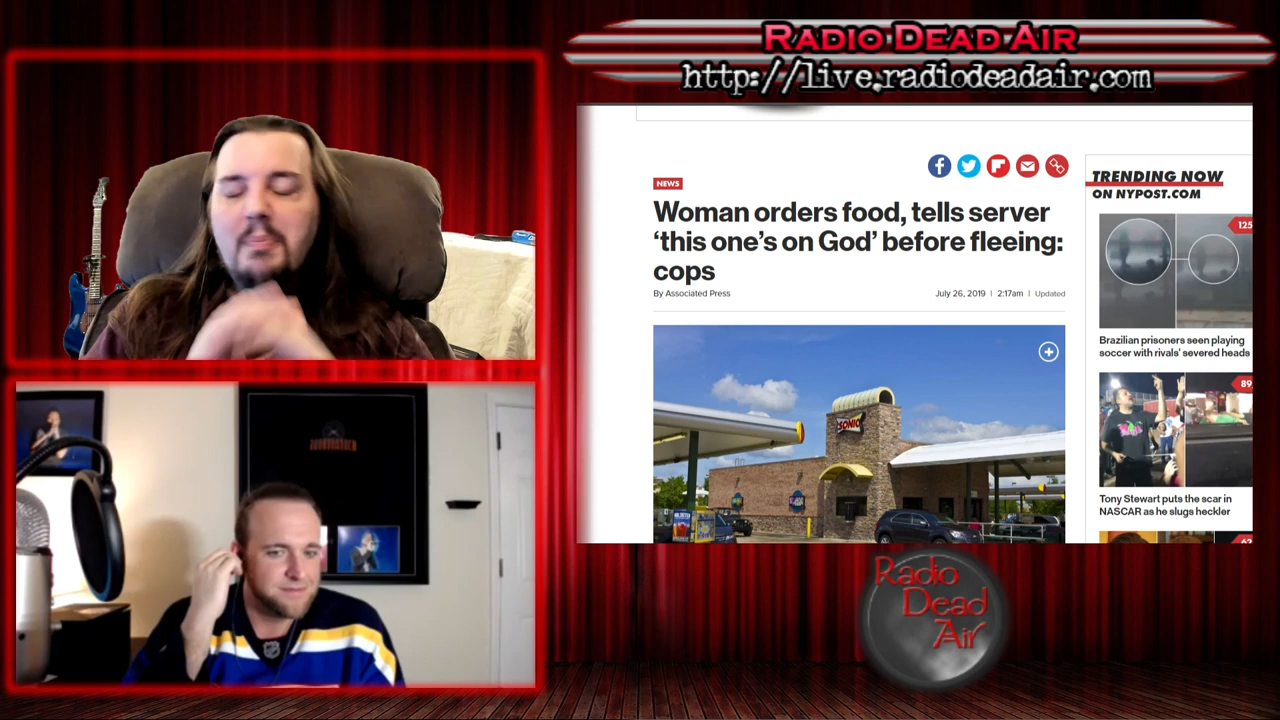 RADIO DEAD AIR
http://live.radiodeadair.com
NEWS
Woman orders food, tells server
‘this one’s on God’ before fleeing:
cops
By Associated Press
July 26, 2019 | 2:17am | Updated
SONIC
TRENDING NOW
ON NYPOST.COM
125
Brazilian prisoners seen playing
soccer with rivals' severed heads
89
Tony Stewart puts the scar in
NASCAR as he slugs heckler
62
Radio
Dead
Air